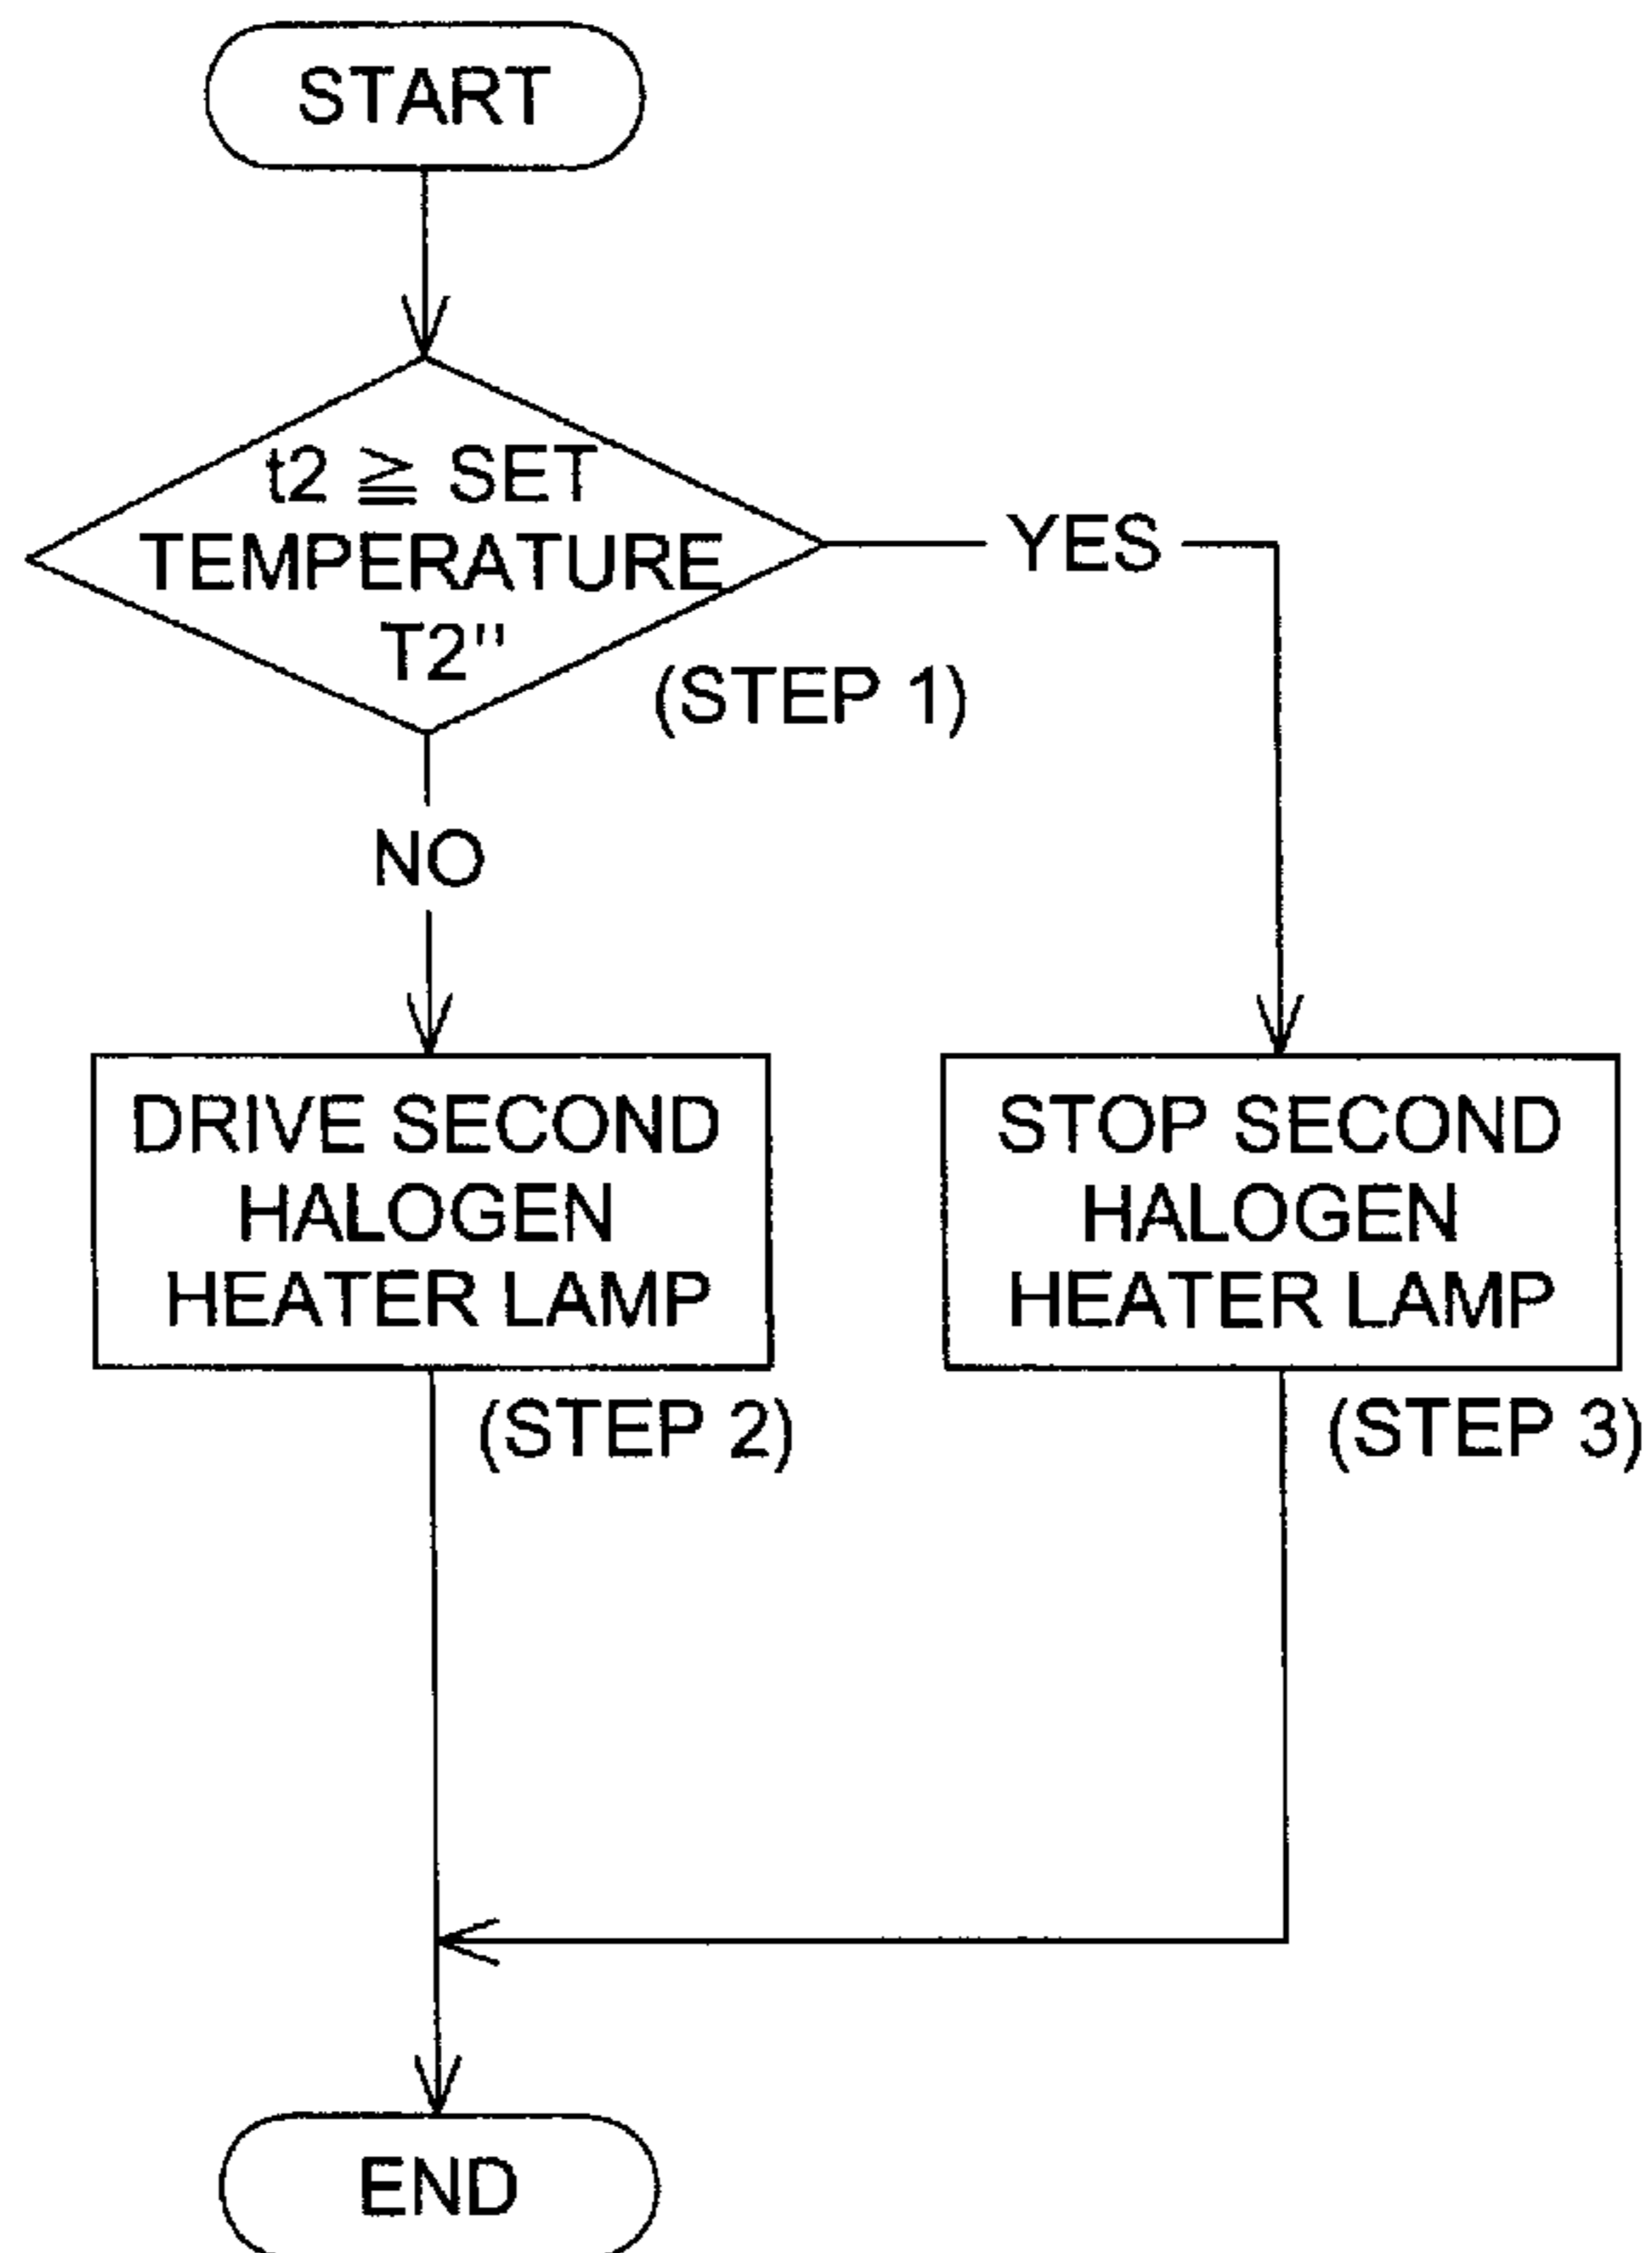 START
t2 ≧ SET
TEMPERATURE
T2"
YES
(STEP 1)
NO
DRIVE SECOND
HALOGEN
HEATER LAMP
(STEP 2)
STOP SECOND
HALOGEN
HEATER LAMP
(STEP 3)
END